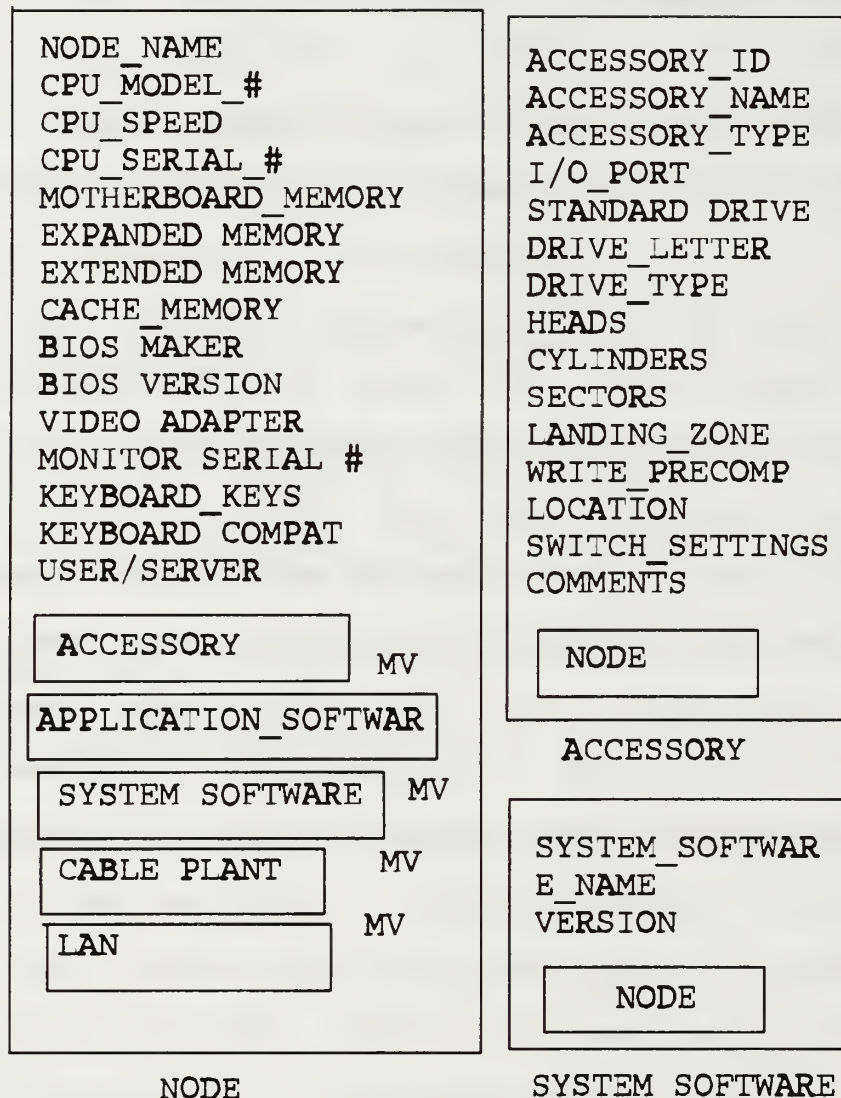 NODE_NAME
CPU_MODEL_#
CPU_SPEED
CPU_SERIAL_#
MOTHERBOARD_MEMORY
EXPANDED MEMORY
EXTENDED MEMORY
CACHE_MEMORY
BIOS MAKER
BIOS VERSION
VIDEO ADAPTER
MONITOR SERIAL #
KEYBOARD_KEYS
KEYBOARD COMPAT
USER/SERVER
ACCESSORY
MV
APPLICATION_SOFTWAR
SYSTEM SOFTWARE
MV
CABLE PLANT
MV
LAN
MV
NODE
ACCESSORY_ID
ACCESSORY_NAME
ACCESSORY_TYPE
I/O_PORT
STANDARD DRIVE
DRIVE_LETTER
DRIVE_TYPE
HEADS
CYLINDERS
SECTORS
LANDING_ZONE
WRITE_PRECOMP
LOCATION
SWITCH_SETTINGS
COMMENTS
NODE
ACCESSORY
SYSTEM_SOFTWAR
E_NAME
VERSION
NODE
SYSTEM SOFTWARE